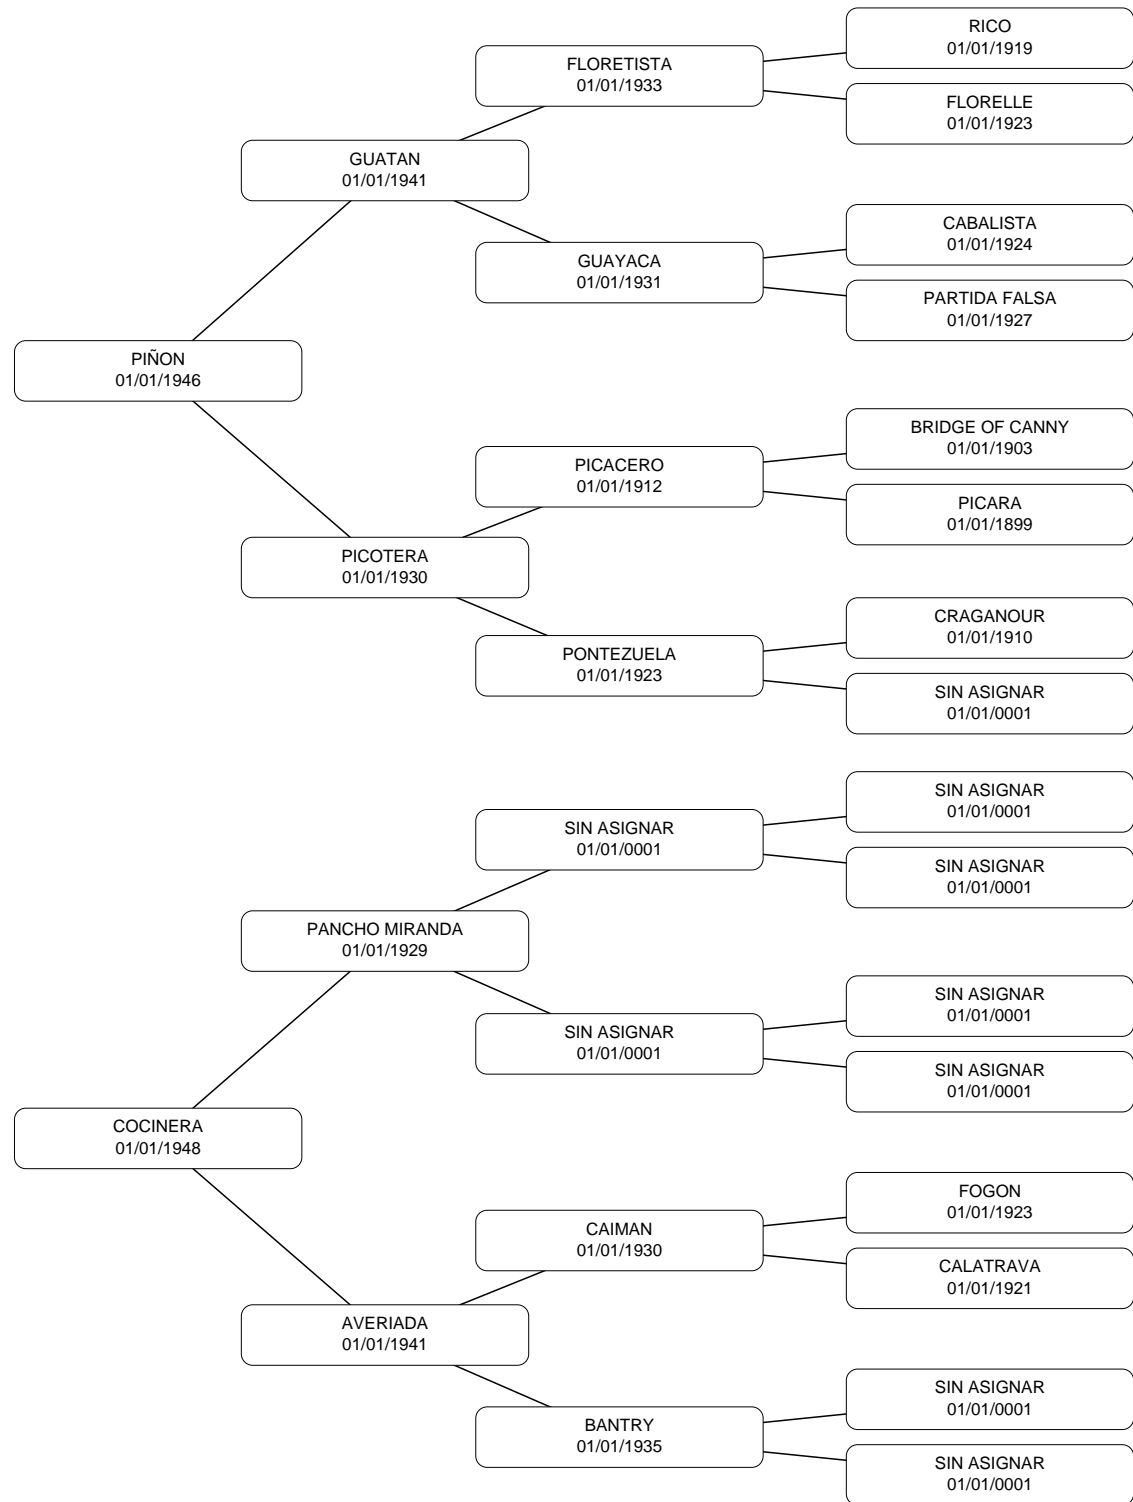 RICO
01/01/1919
FLORETISTA
01/01/1933
FLORELLE
01/01/1923
GUATAN
01/01/1941
CABALISTA
01/01/1924
GUAYACA
01/01/1931
PARTIDA FALSA
01/01/1927
PIÑON
01/01/1946
BRIDGE OF CANNY
01/01/1903
PICACERO
01/01/1912
PICARA
01/01/1899
PICOTERA
01/01/1930
CRAGANOUR
01/01/1910
PONTEZUELA
01/01/1923
SIN ASIGNAR
01/01/0001
SIN ASIGNAR
01/01/0001
SIN ASIGNAR
01/01/0001
SIN ASIGNAR
01/01/0001
PANCHO MIRANDA
01/01/1929
SIN ASIGNAR
01/01/0001
SIN ASIGNAR
01/01/0001
SIN ASIGNAR
01/01/0001
COCINERA
01/01/1948
FOGON
01/01/1923
CAIMAN
01/01/1930
CALATRAVA
01/01/1921
AVERIADA
01/01/1941
SIN ASIGNAR
01/01/0001
BANTRY
01/01/1935
SIN ASIGNAR
01/01/0001